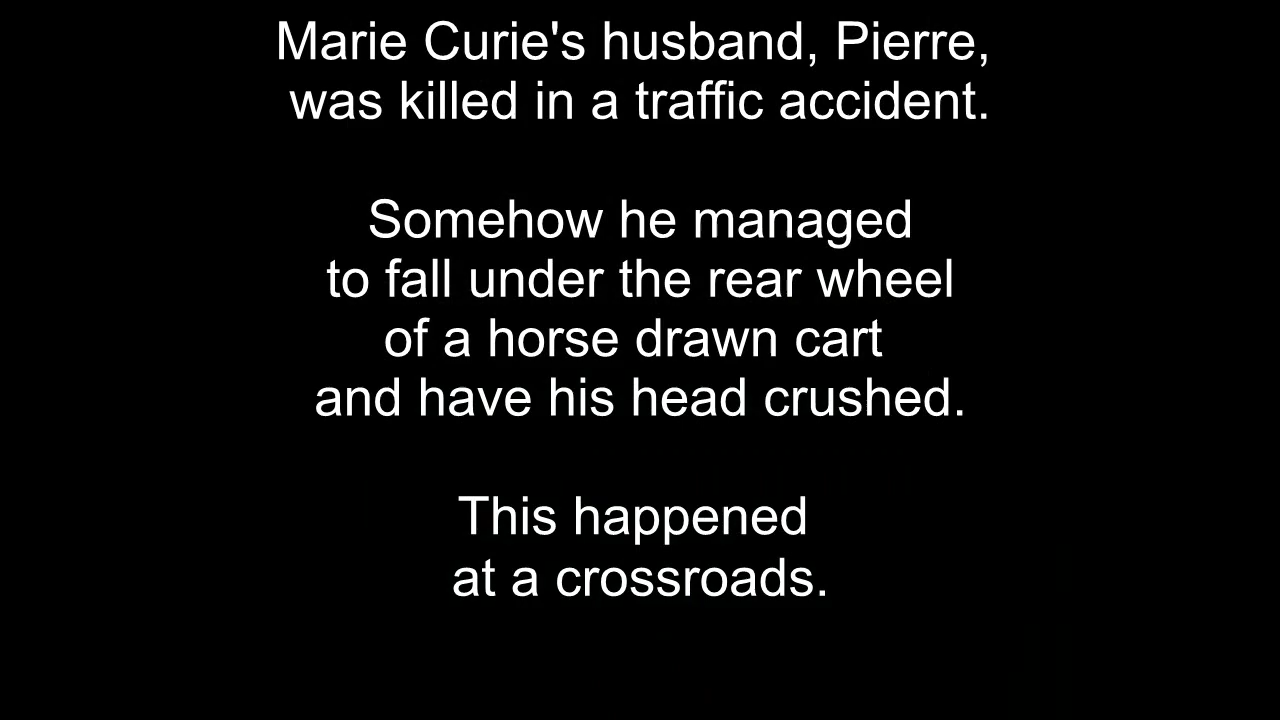 Marie Curie's husband, Pierre,
was killed in a traffic accident.
Somehow he managed
to fall under the rear wheel
of a horse drawn cart
and have his head crushed.
This happened
at a crossroads.